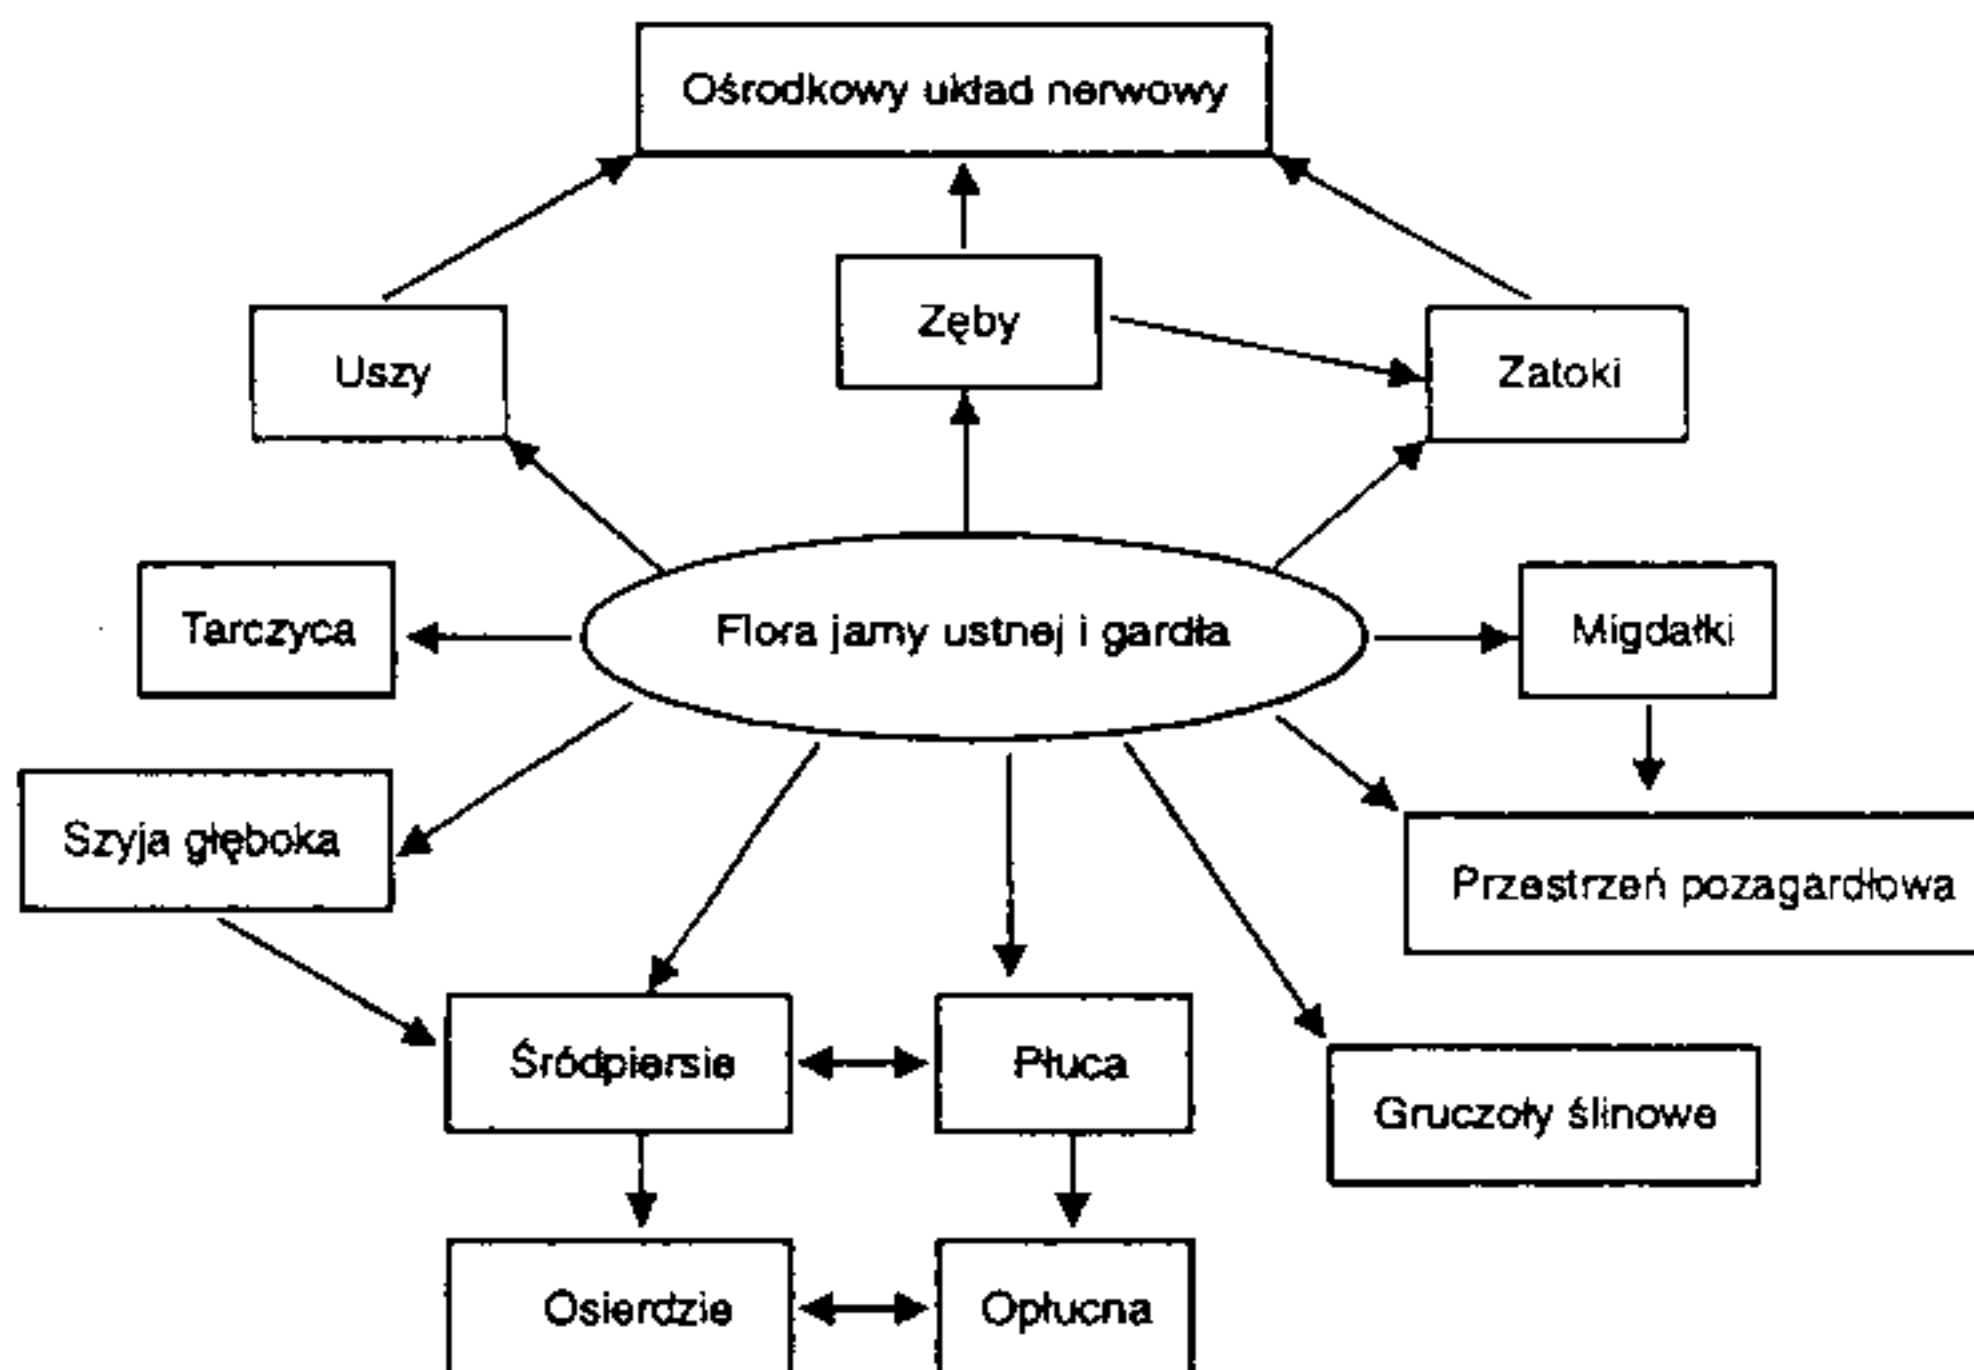 Ośrodkowy układ nerwowy
Zęby
Uszy
Zatoki
Tarczyca
Flora jamy ustnej i gardła
Migdałki
Szyja głęboka
Przestrzeń pozagardłowa
Śródpiersie
Płuca
Gruczoły ślinowe
Osierdzie
Opłucna